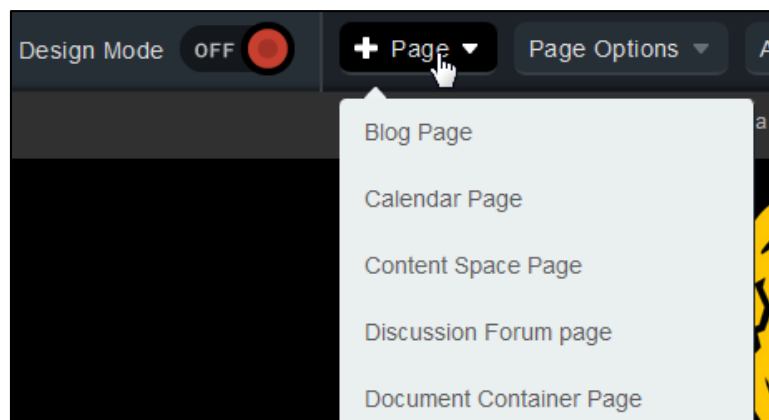 Design Mode OFF Page Page Options A
a
Blog Page
Calendar Page
Content Space Page
Discussion Forum page
Document Container Page